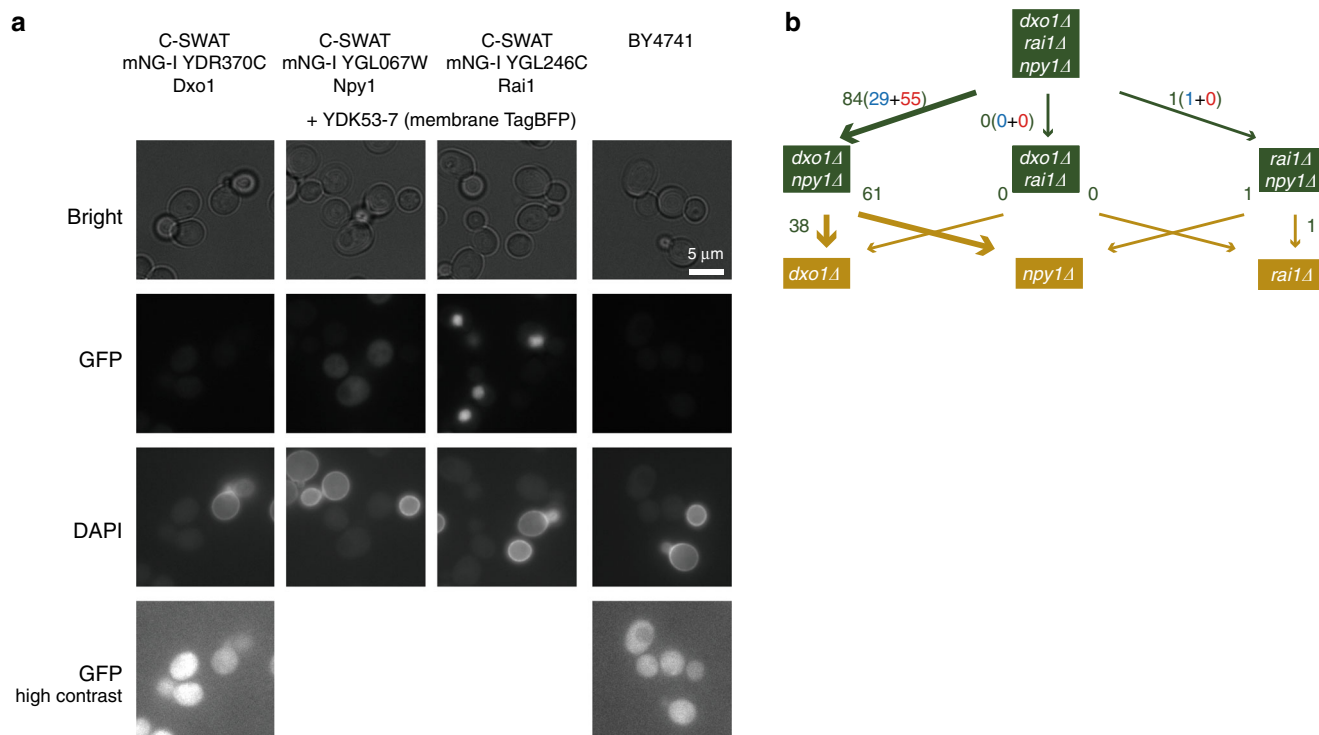 a
C-SWAT
mNG-I YDR370C
Dxo1
C-SWAT
mNG-I YGL067W
Npy1
C-SWAT
mNG-I YGL246C
Rai1
BY4741
+ YDK53-7 (membrane TagBFP)
Bright
5 μm
GFP
DAPI
GFP
high contrast
b
dxo1Δ
rai1Δ
npy1Δ
84(29+55)
0(0+0)
1(1+0)
dxo1Δ
npy1Δ
dxo1Δ
rai1Δ
rai1Δ
npy1Δ
61
0
0
1
38
1
dxo1Δ
npy1Δ
rai1Δ